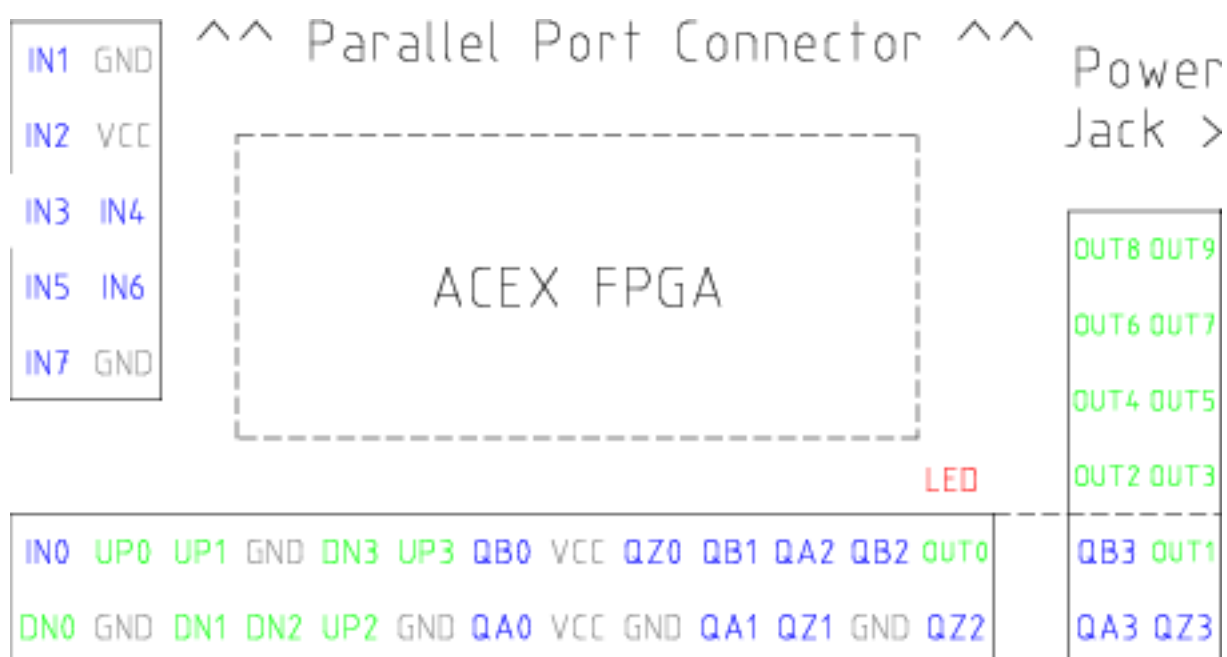 ^^ Parallel Port Connector ^^
Power
Jack >
IN1 GND
IN2 VCC
IN3 IN4
IN5 IN6
IN7 GND
ACEX FPGA
OUT8 OUT9
OUT6 OUT7
OUT4 OUT5
OUT2 OUT3
LED
IN0 UP0 UP1 GND DN3 UP3 QB0 VCC QZ0 QB1 QA2 QB2 OUT0
DN0 GND DN1 DN2 UP2 GND QA0 VCC GND QA1 QZ1 GND QZ2
QB3 OUT1
QA3 QZ3